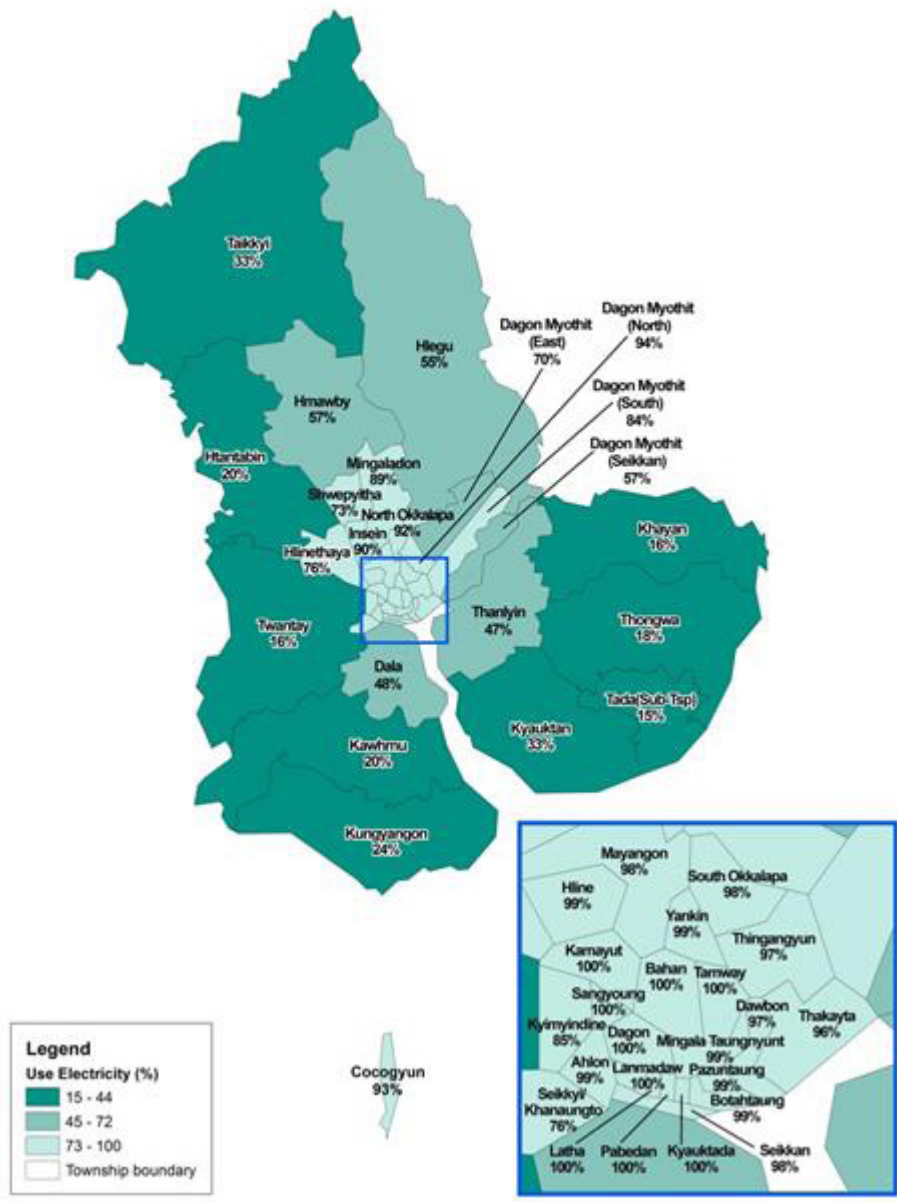 Taikkyi
33%
Hlegu
55%
Dagon Myothit
(East)
70%
Dagon Myothit
(North)
94%
Dagon Myothit
(South)
84%
Dagon Myothit
(Seikkan)
57%
Hmawby
57%
Htantabin
20%
Mingaladon
89%
Shwepyitha
73%
North Okkalapa
92%
Insein
90%
Hlinethaya
76%
Khayan
16%
Thongwa
18%
Thanlyin
47%
Twantay
16%
Dala
48%
Tada(Sub-Tsp)
15%
Kyauktan
33%
Kawhmu
20%
Kungyangon
24%
Mayangon
98%
South Okkalapa
98%
Hline
99%
Yankin
99%
Thingangyun
97%
Kamayut
100%
Bahan
100%
Tamway
100%
Sangyoung
100%
Dawbon
97%
Thakayta
96%
Kyimyindine
85%
Dagon
100%
Mingala Taungnyunt
99%
Ahlon
99%
Lanmadaw
100%
Pazuntaung
99%
Seikkyi/
Khanaungto
76%
Botahtaung
99%
Latha
100%
Pabedan
100%
Kyauktada
100%
Seikkan
98%
Cocogyun
93%
Legend
Use Electricity (%)
15 - 44
45 - 72
73 - 100
Township boundary